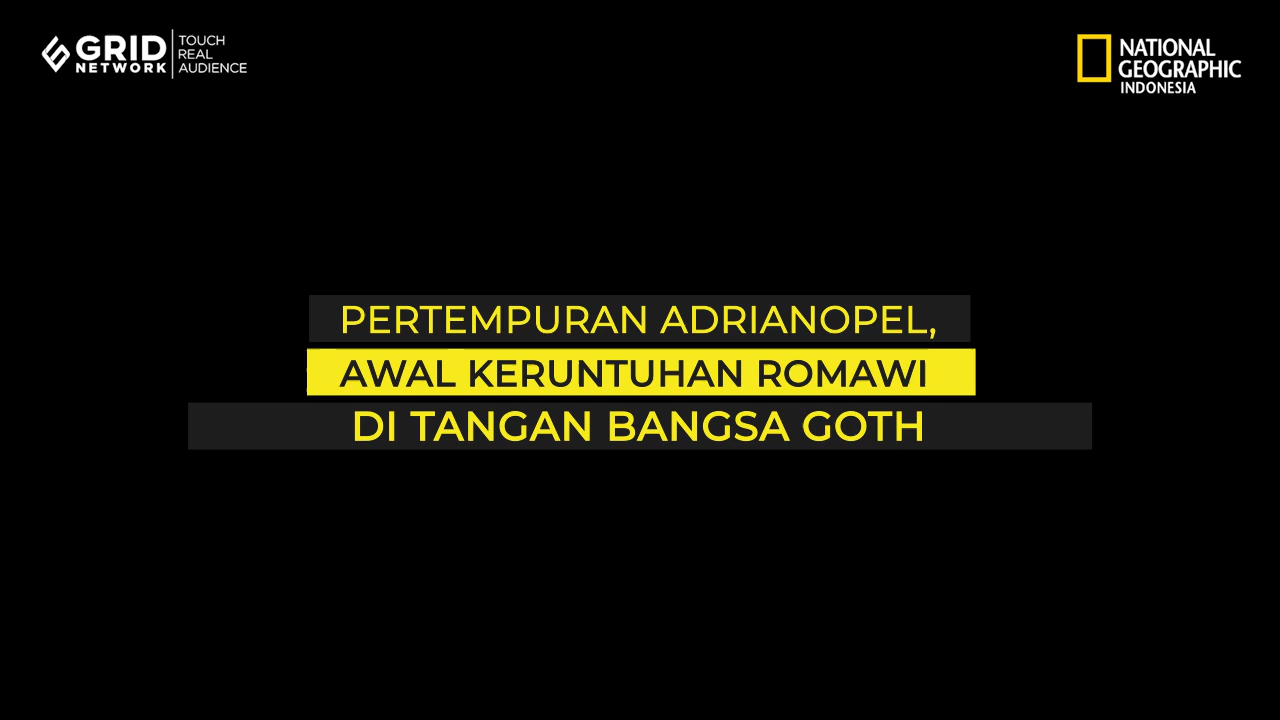 GRID
NETWORK
TOUCH
REAL
AUDIENCE
NATIONAL
GEOGRAPHIC
INDONESIA
PERTEMPURAN ADRIANOPEL,
AWAL KERUNTUHAN ROMAWI
DI TANGAN BANGSA GOTH